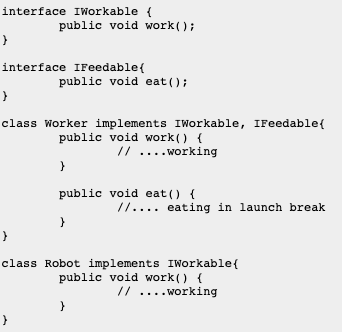 interface IWorkable {
        public void work();
}

interface IFeedable{
        public void eat();
}

class Worker implements IWorkable, IFeedable{
        public void work() {
                // ....working
        }

        public void eat() {
                //.... eating in launch break
        }
}

class Robot implements IWorkable{
        public void work() {
                // ....working
        }
}